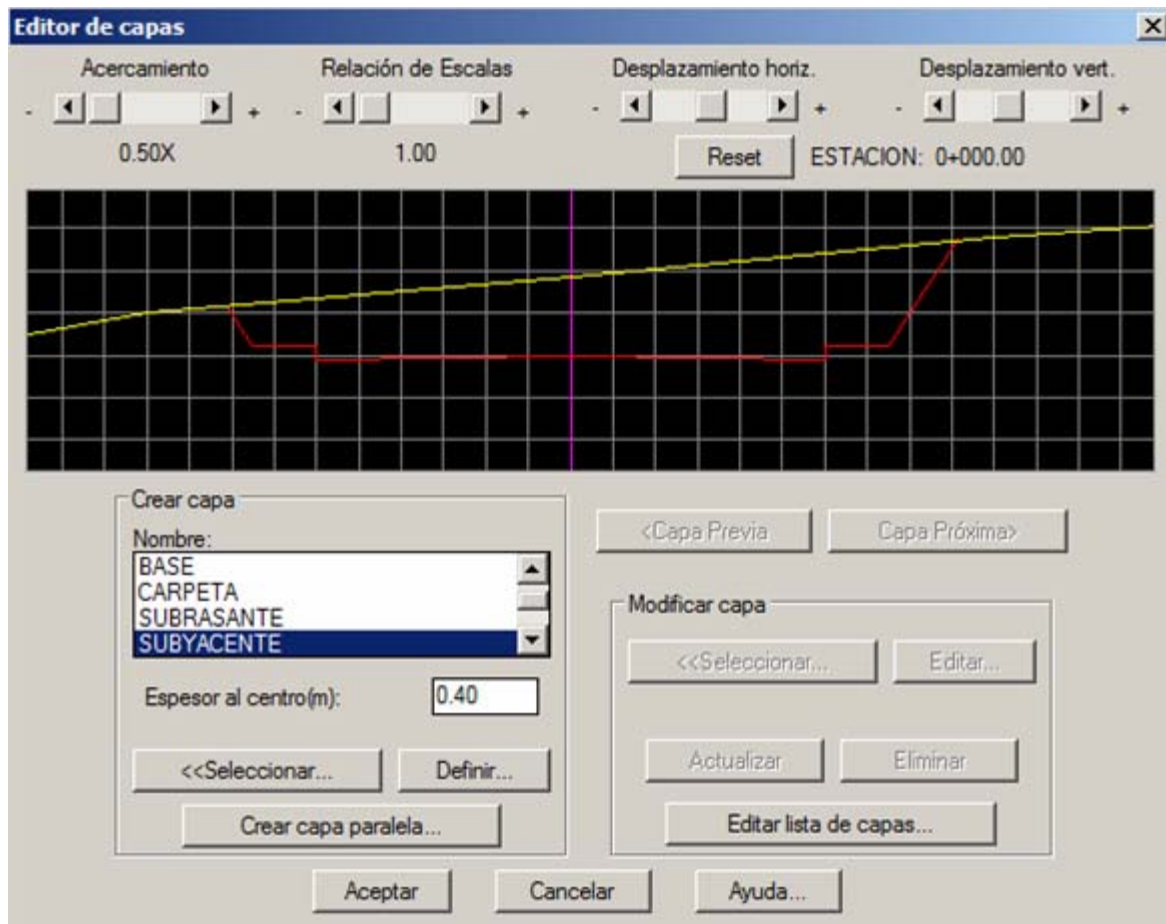 Editor de capas
Acercamiento Relación de Escalas Desplazamiento horiz. Desplazamiento vert.
- + - + - + - +
0.50X 1.00 Reset ESTACION: 0+000.00
Crear capa
Nombre:
BASE
CARPETA
SUBRASANTE
SUBYACENTE
Espesor al centro(m): 0.40
<<Seleccionar... Definir...
Crear capa paralela...
<Capa Previa Capa Próxima>
Modificar capa
<<Seleccionar... Editar...
Actualizar Eliminar
Editar lista de capas...
Aceptar Cancelar Ayuda...